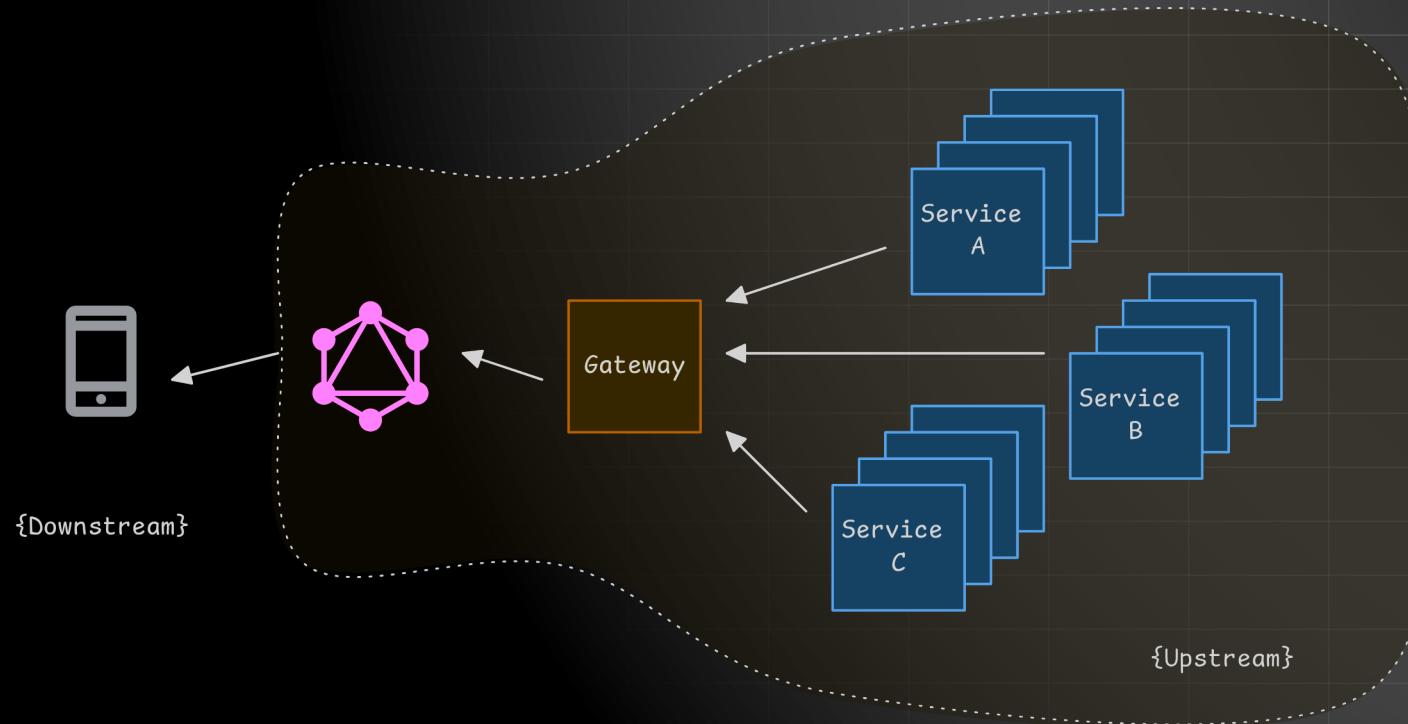 Service
A
Service
B
Gateway
Service
C
{Downstream}
{Upstream}